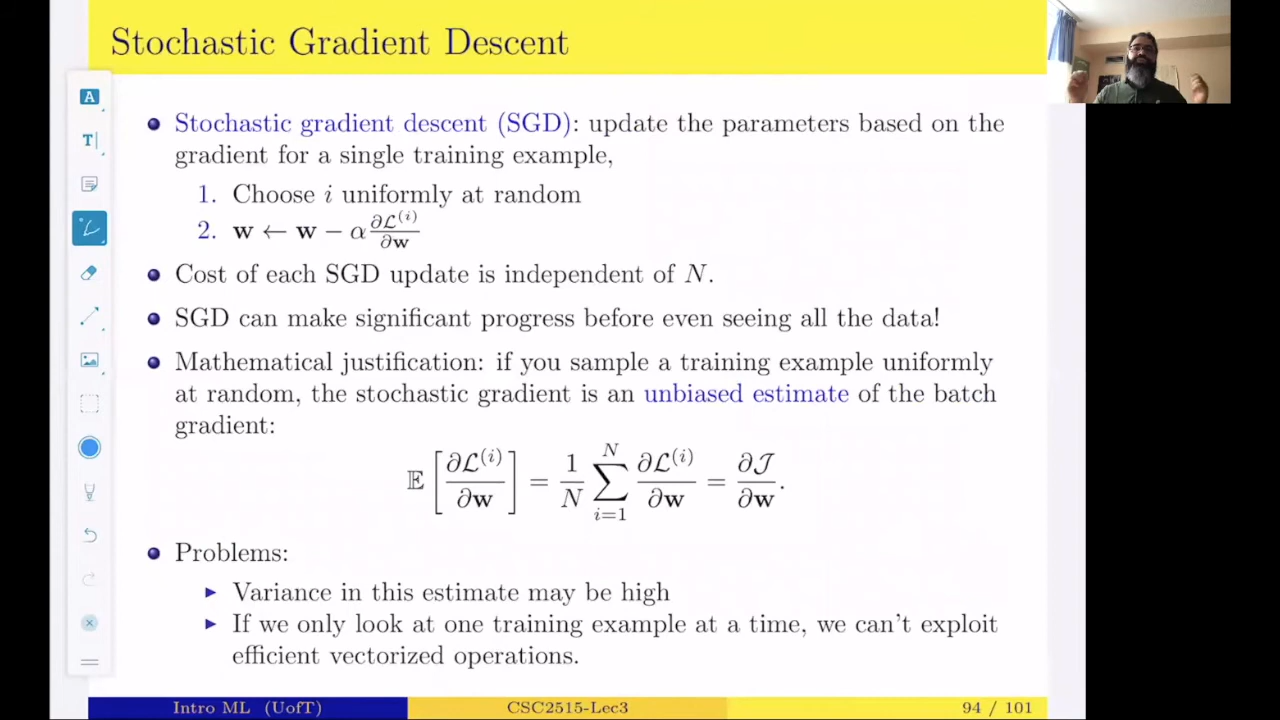 Stochastic Gradient Descent
A
T
• Stochastic gradient descent (SGD): update the parameters based on the
gradient for a single training example,
1. Choose i uniformly at random
2. w ← w − α ∂ℒ⁽ⁱ⁾/∂w
• Cost of each SGD update is independent of N.
• SGD can make significant progress before even seeing all the data!
• Mathematical justification: if you sample a training example uniformly
at random, the stochastic gradient is an unbiased estimate of the batch
gradient:
𝔼[∂ℒ⁽ⁱ⁾/∂w] = 1/N ∑ᵢ₌₁ᴺ ∂ℒ⁽ⁱ⁾/∂w = ∂𝒥/∂w.
• Problems:
▶ Variance in this estimate may be high
▶ If we only look at one training example at a time, we can't exploit
efficient vectorized operations.
Intro ML (UofT) CSC2515-Lec3 94 / 101